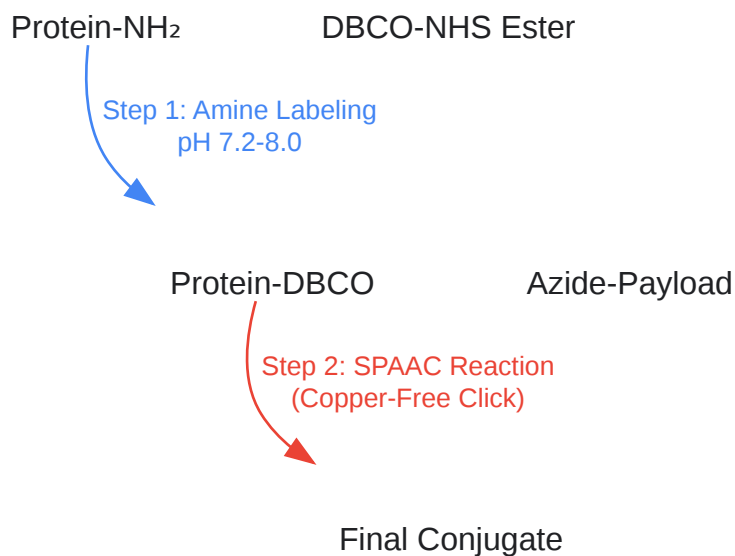 Protein-NH₂
DBCO-NHS Ester
Step 1: Amine Labeling
pH 7.2-8.0
Protein-DBCO
Azide-Payload
Step 2: SPAAC Reaction
(Copper-Free Click)
Final Conjugate